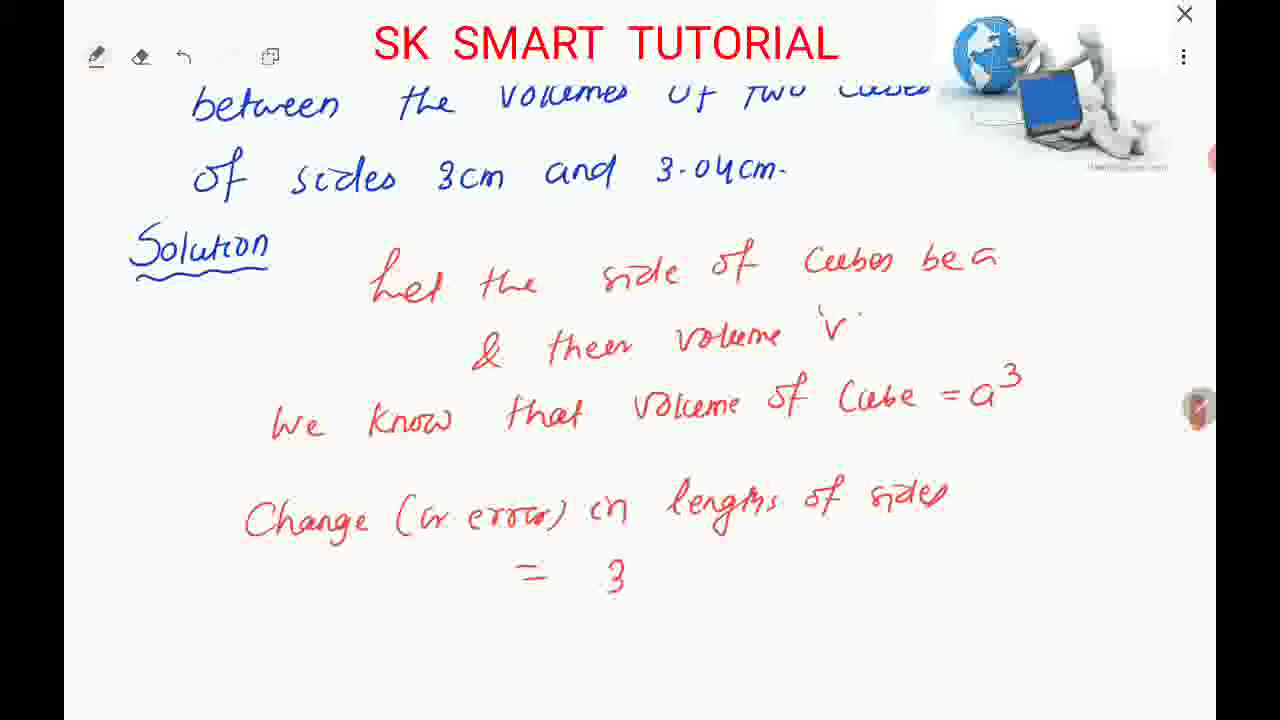 SK SMART TUTORIAL
between the volumes of two cubes
of sides 3cm and 3.04cm.
Solution
Let the side of cubes be a
& their volume 'v'
We know that volume of cube = a³
Change (or error) in lengths of sides
= 3